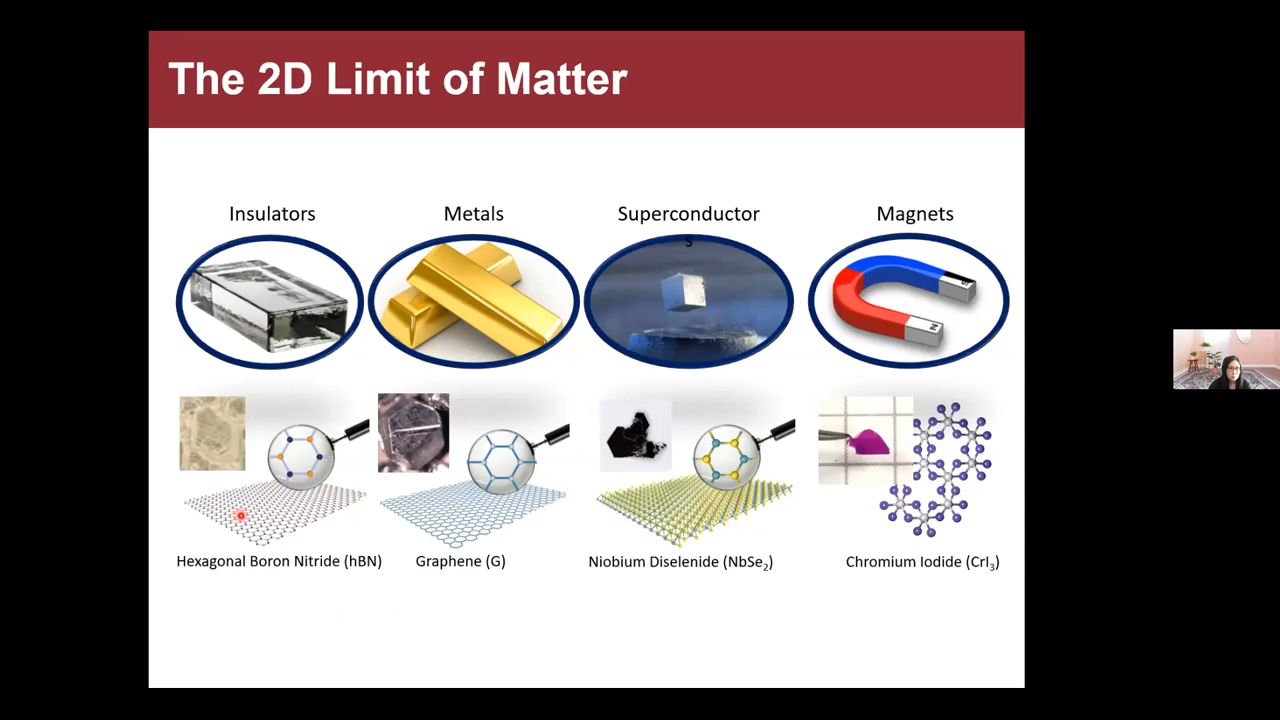 The 2D Limit of Matter
Insulators
Metals
Superconductor
s
Magnets
S
N
Hexagonal Boron Nitride (hBN)
Graphene (G)
Niobium Diselenide (NbSe₂)
Chromium Iodide (CrI₃)